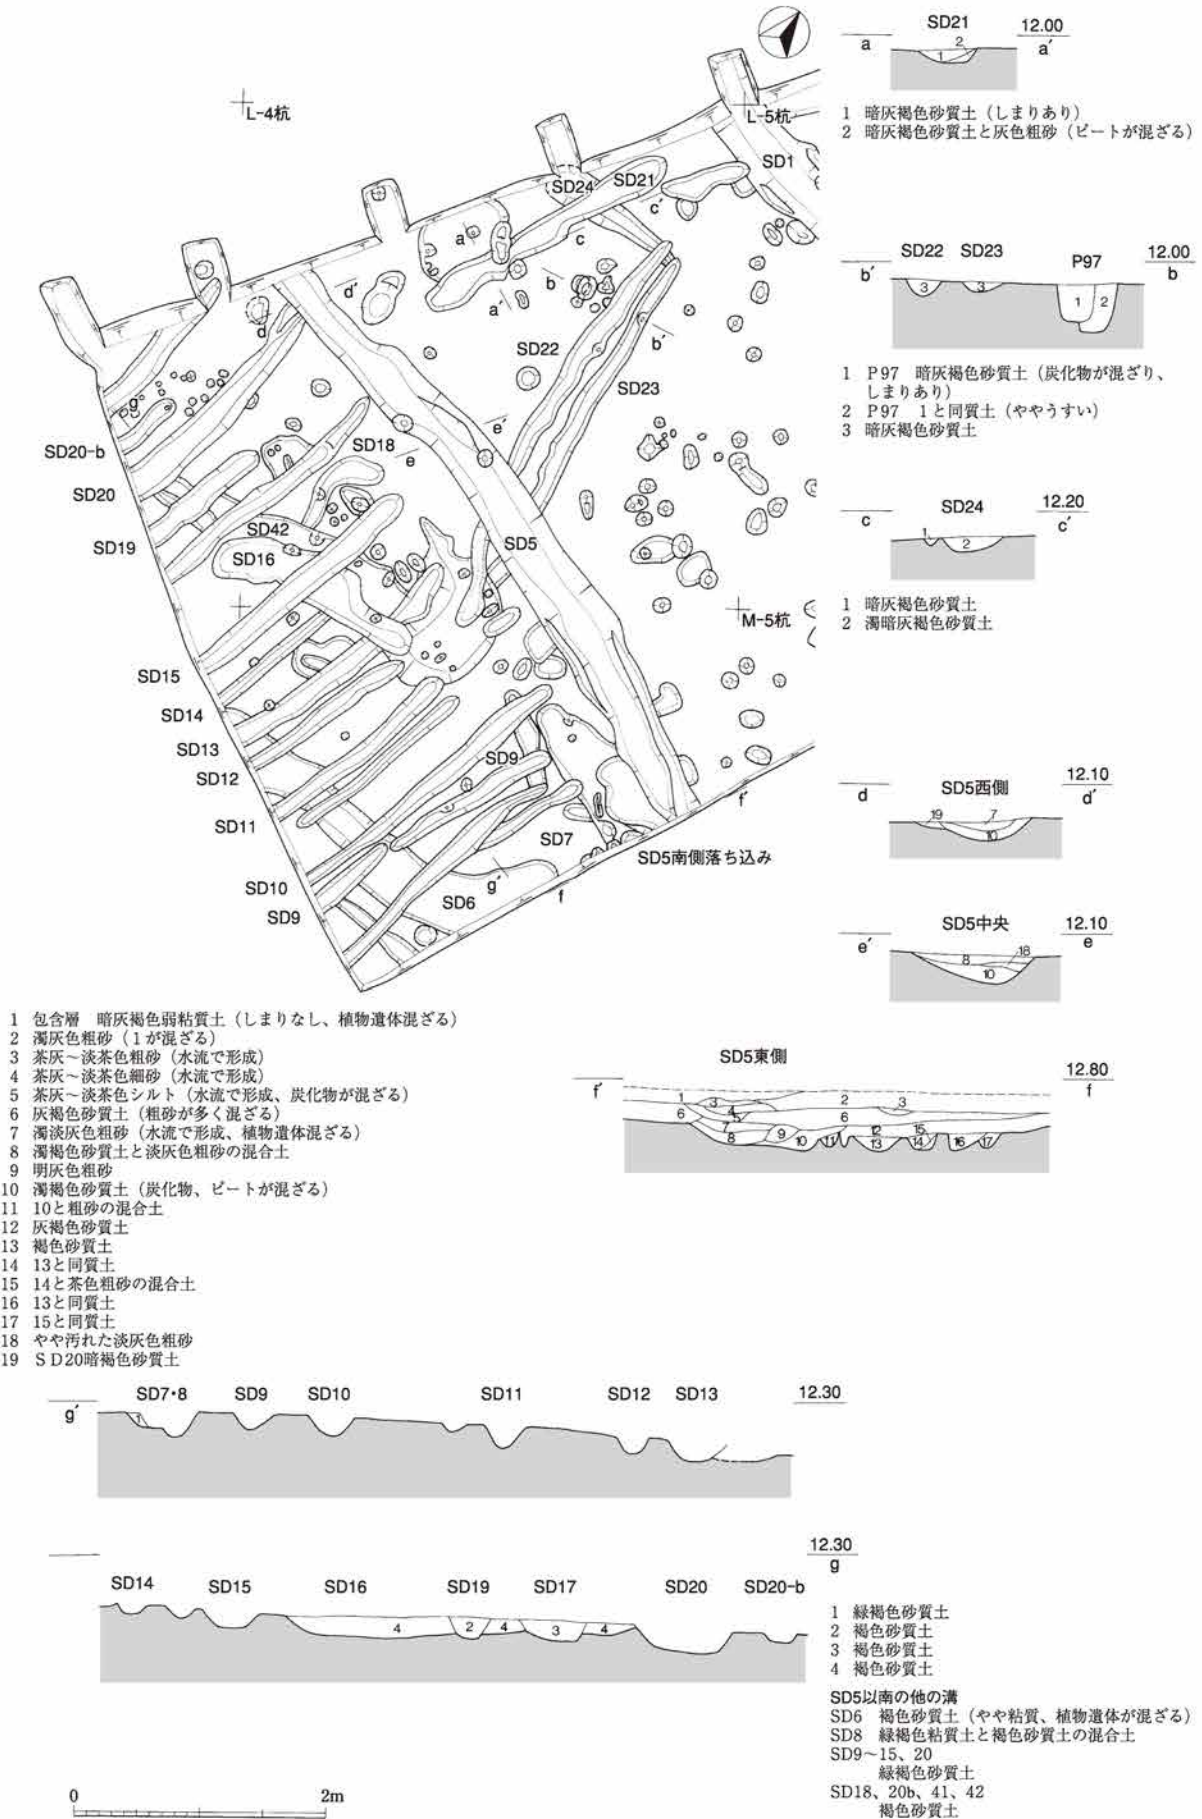 L-4杭
L-5杭
SD1
SD24
SD21
c′
c
a
a′
b
b′
d′
d
SD22
SD23
e′
e
g
SD20-b
SD20
SD19
SD18
SD42
SD16
SD5
M-5杭
SD15
SD14
SD13
SD12
SD11
SD10
SD9
SD9
SD7
SD6
g′
f
f′
SD5南側落ち込み
SD21
12.00
a
a′
2
1
1 暗灰褐色砂質土（しまりあり）
2 暗灰褐色砂質土と灰色粗砂（ピートが混ざる）
SD22 SD23 P97
12.00
b′
b
3 3 1 2
1 P97 暗灰褐色砂質土（炭化物が混ざり、
しまりあり）
2 P97 1と同質土（ややうすい）
3 暗灰褐色砂質土
SD24
12.20
c
c′
1 2
1 暗灰褐色砂質土
2 濁暗灰褐色砂質土
SD5西側
12.10
d
d′
19 7
10
SD5中央
12.10
e′
e
8 18
10
1 包含層 暗灰褐色弱粘質土（しまりなし、植物遺体混ざる）
2 濁灰色粗砂（1が混ざる）
3 茶灰～淡茶色粗砂（水流で形成）
4 茶灰～淡茶色細砂（水流で形成）
5 茶灰～淡茶色シルト（水流で形成、炭化物が混ざる）
6 灰褐色砂質土（粗砂が多く混ざる）
7 濁淡灰色粗砂（水流で形成、植物遺体混ざる）
8 濁褐色砂質土と淡灰色粗砂の混合土
9 明灰色粗砂
10 濁褐色砂質土（炭化物、ピートが混ざる）
11 10と粗砂の混合土
12 灰褐色砂質土
13 褐色砂質土
14 13と同質土
15 14と茶色粗砂の混合土
16 13と同質土
17 15と同質土
18 やや汚れた淡灰色粗砂
19 SD20暗褐色砂質土
SD5東側
12.80
f′
f
1 3 2 3
6 4 5 6
7 12 15
8 9 10 11 13 14 16 17
SD7・8 SD9 SD10 SD11 SD12 SD13
12.30
g′
1
12.30
g
SD14 SD15 SD16 SD19 SD17 SD20 SD20-b
4 2 4 3 4
1 緑褐色砂質土
2 褐色砂質土
3 褐色砂質土
4 褐色砂質土
SD5以南の他の溝
SD6 褐色砂質土（やや粘質、植物遺体が混ざる）
SD8 緑褐色粘質土と褐色砂質土の混合土
SD9～15、20
緑褐色砂質土
SD18、20b、41、42
褐色砂質土
0 2m